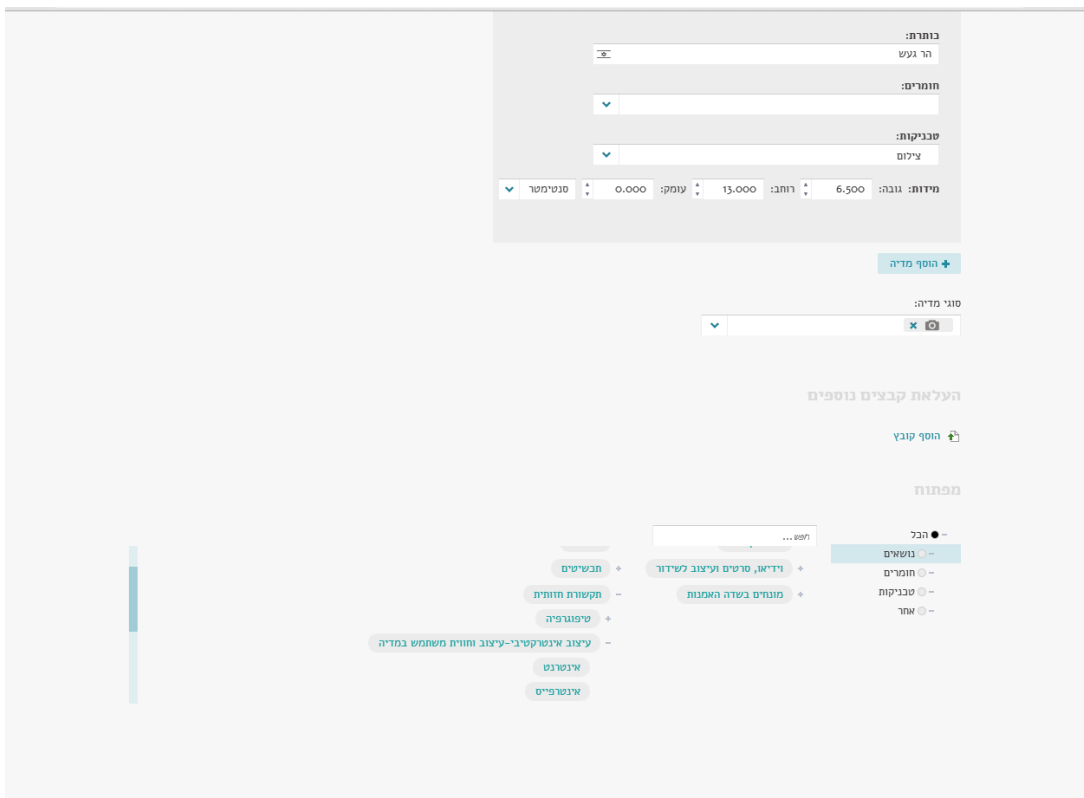 כותרת:
הר געש
חומרים:
טכניקות:
צילום
מידות: גובה: 6.500 רוחב: 13.000 עומק: 0.000 סנטימטר
+ הוסף מדיה
סוגי מדיה:
העלאת קבצים נוספים
הוסף קובץ
מפתוח
חפש...
– הכל
– נושאים
– חומרים
– טכניקות
– אחר
+ וידיאו, סרטים ועיצוב לשידור
+ מונחים בשדה האמנות
+ תכשיטים
– תקשורת חזותית
+ טיפוגרפיה
– עיצוב אינטרקטיבי-עיצוב וחווית משתמש במדיה
אינטרנט
אינטרפייס